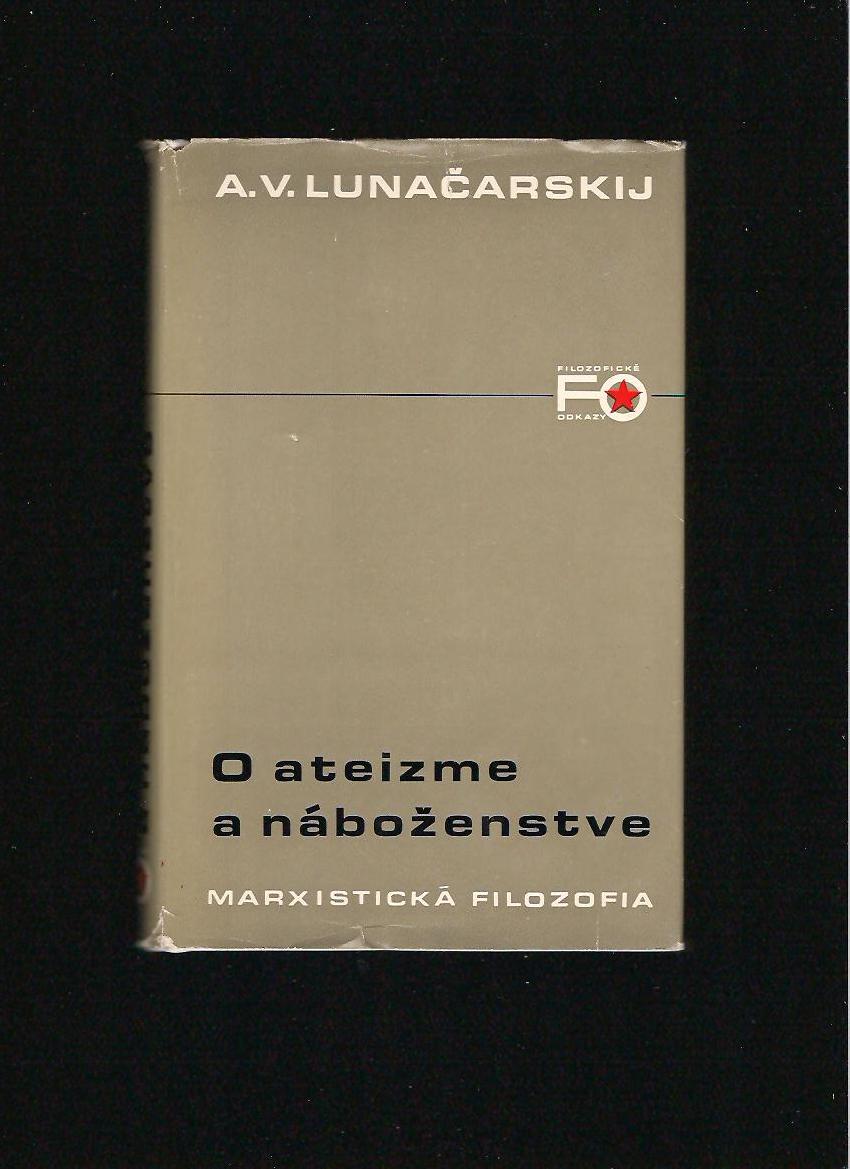 A.V. LUNAČARSKIJ
FILOZOFICKÉ
FO
ODKAZY
O ateizme
a náboženstve
MARXISTICKÁ FILOZOFIA